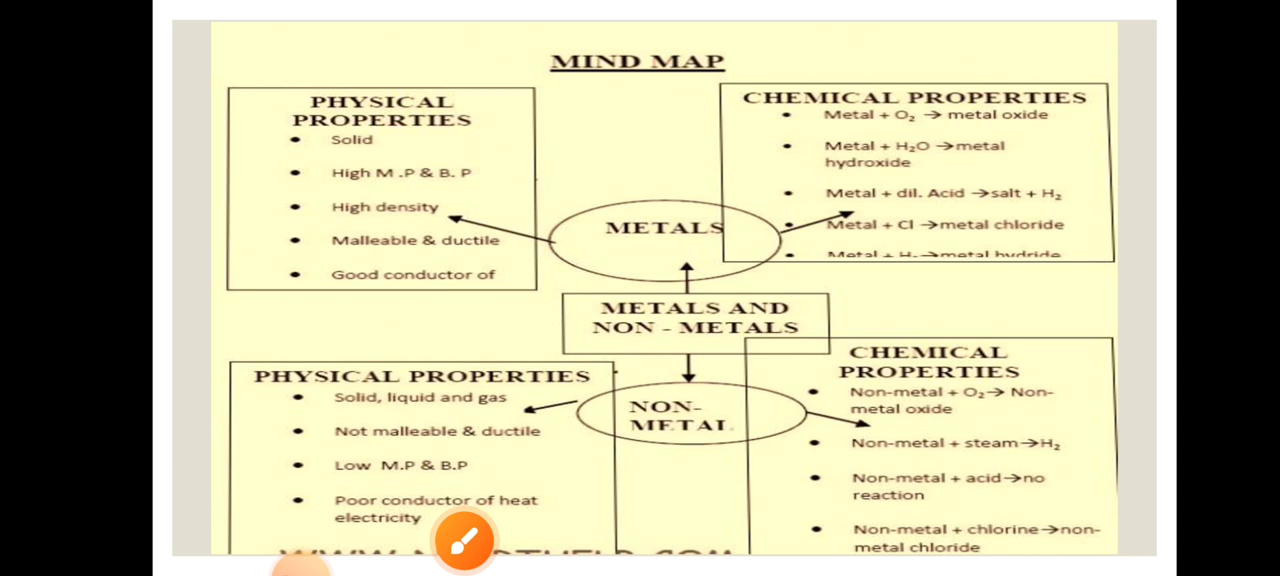 MIND MAP
PHYSICAL
PROPERTIES
Solid
High M .P & B. P
High density
Malleable & ductile
Good conductor of
CHEMICAL PROPERTIES
Metal + O₂ → metal oxide
Metal + H₂O →metal
hydroxide
Metal + dil. Acid →salt + H₂
Metal + Cl →metal chloride
Metal + H₂ →metal hydride
METALS
METALS AND
NON - METALS
NON-
METAL
PHYSICAL PROPERTIES
Solid, liquid and gas
Not malleable & ductile
Low M.P & B.P
Poor conductor of heat
electricity
CHEMICAL
PROPERTIES
Non-metal + O₂→ Non-
metal oxide
Non-metal + steam→H₂
Non-metal + acid→no
reaction
Non-metal + chlorine→non-
metal chloride